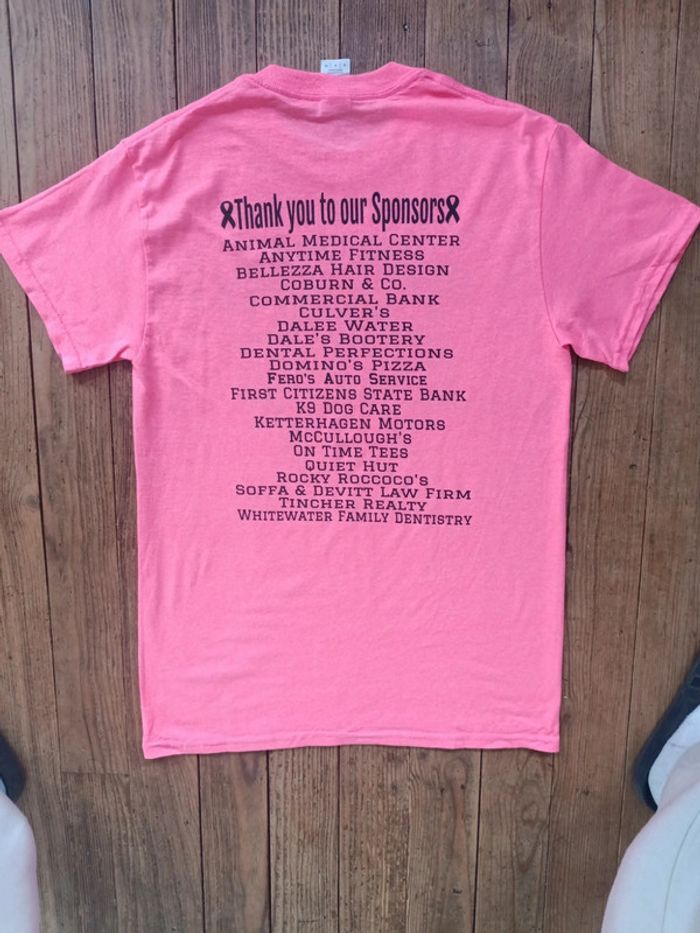 Thank you to our Sponsors
Animal Medical Center
Anytime Fitness
Bellezza Hair Design
Coburn & Co.
Commercial Bank
Culver's
Dalee Water
Dale's Bootery
Dental Perfections
Domino's Pizza
Fero's Auto Service
First Citizens State Bank
K9 Dog Care
Ketterhagen Motors
McCullough's
On Time Tees
Quiet Hut
Rocky Roccoco's
Soffa & Devitt Law Firm
Tincher Realty
Whitewater Family Dentistry